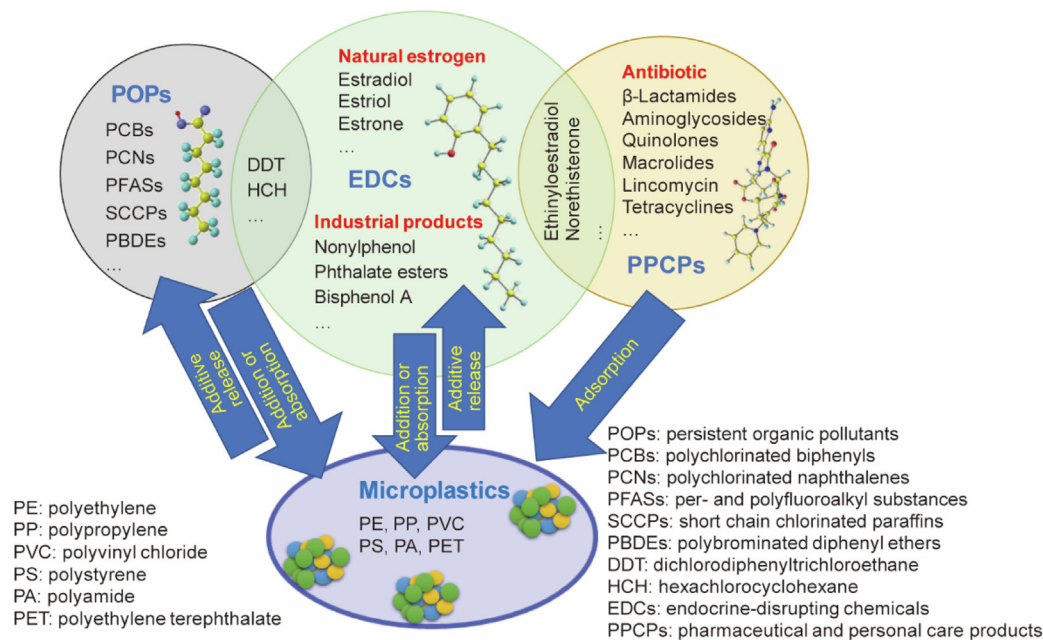 POPs
PCBs
PCNs
PFASs
SCCPs
PBDEs
...
DDT
HCH
...
Natural estrogen
Estradiol
Estriol
Estrone
...
EDCs
Industrial products
Nonylphenol
Phthalate esters
Bisphenol A
...
Ethinyloestradiol
Norethisterone
...
Antibiotic
β-Lactamides
Aminoglycosides
Quinolones
Macrolides
Lincomycin
Tetracyclines
...
PPCPs
Additive
release
Addition or
absorption
Addition or
absorption
Additive
release
Adsorption
Microplastics
PE, PP, PVC
PS, PA, PET
PE: polyethylene
PP: polypropylene
PVC: polyvinyl chloride
PS: polystyrene
PA: polyamide
PET: polyethylene terephthalate
POPs: persistent organic pollutants
PCBs: polychlorinated biphenyls
PCNs: polychlorinated naphthalenes
PFASs: per- and polyfluoroalkyl substances
SCCPs: short chain chlorinated paraffins
PBDEs: polybrominated diphenyl ethers
DDT: dichlorodiphenyltrichloroethane
HCH: hexachlorocyclohexane
EDCs: endocrine-disrupting chemicals
PPCPs: pharmaceutical and personal care products